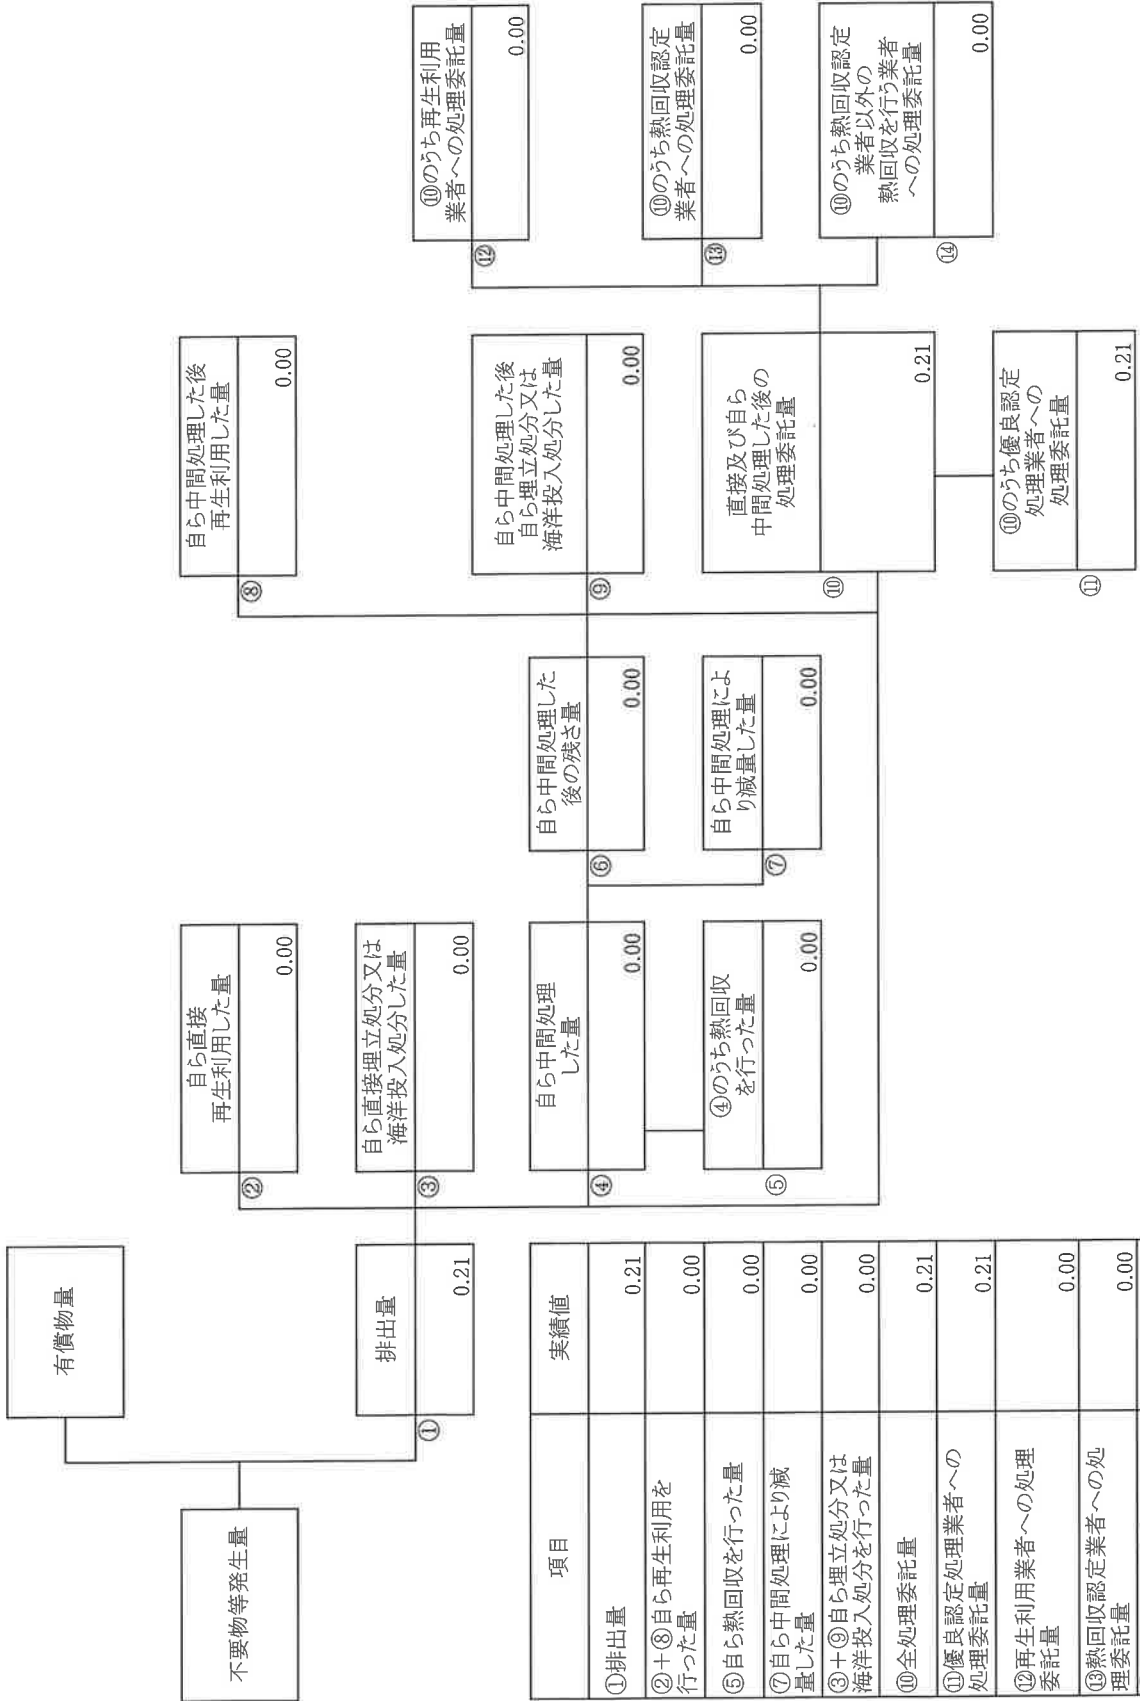 有償物量
不要物等発生量
①
排出量
0.21
②
自ら直接
再生利用した量
0.00
③
自ら直接埋立処分又は
海洋投入処分した量
0.00
④
自ら中間処理
した量
0.00
⑤
④のうち熱回収
を行った量
0.00
⑥
自ら中間処理した
後の残さ量
0.00
⑦
自ら中間処理によ
り減量した量
0.00
⑧
自ら中間処理した後
再生利用した量
0.00
⑨
自ら中間処理した後
自ら埋立処分又は
海洋投入処分した量
0.00
⑩
直接及び自ら
中間処理した後の
処理委託量
0.21
⑪
⑩のうち優良認定
処理業者への
処理委託量
0.21
⑫
⑩のうち再生利用
業者への処理委託量
0.00
⑬
⑩のうち熱回収認定
業者への処理委託量
0.00
⑭
⑩のうち熱回収認定
業者以外の
熱回収を行う業者
への処理委託量
0.00
項目 実績値
①排出量 0.21
②+⑧自ら再生利用を
行った量 0.00
⑤自ら熱回収を行った量 0.00
⑦自ら中間処理により減
量した量 0.00
③+⑨自ら埋立処分又は
海洋投入処分を行った量 0.00
⑩全処理委託量 0.21
⑪優良認定処理業者への
処理委託量 0.21
⑫再生利用業者への処理
委託量 0.00
⑬熱回収認定業者への処
理委託量 0.00